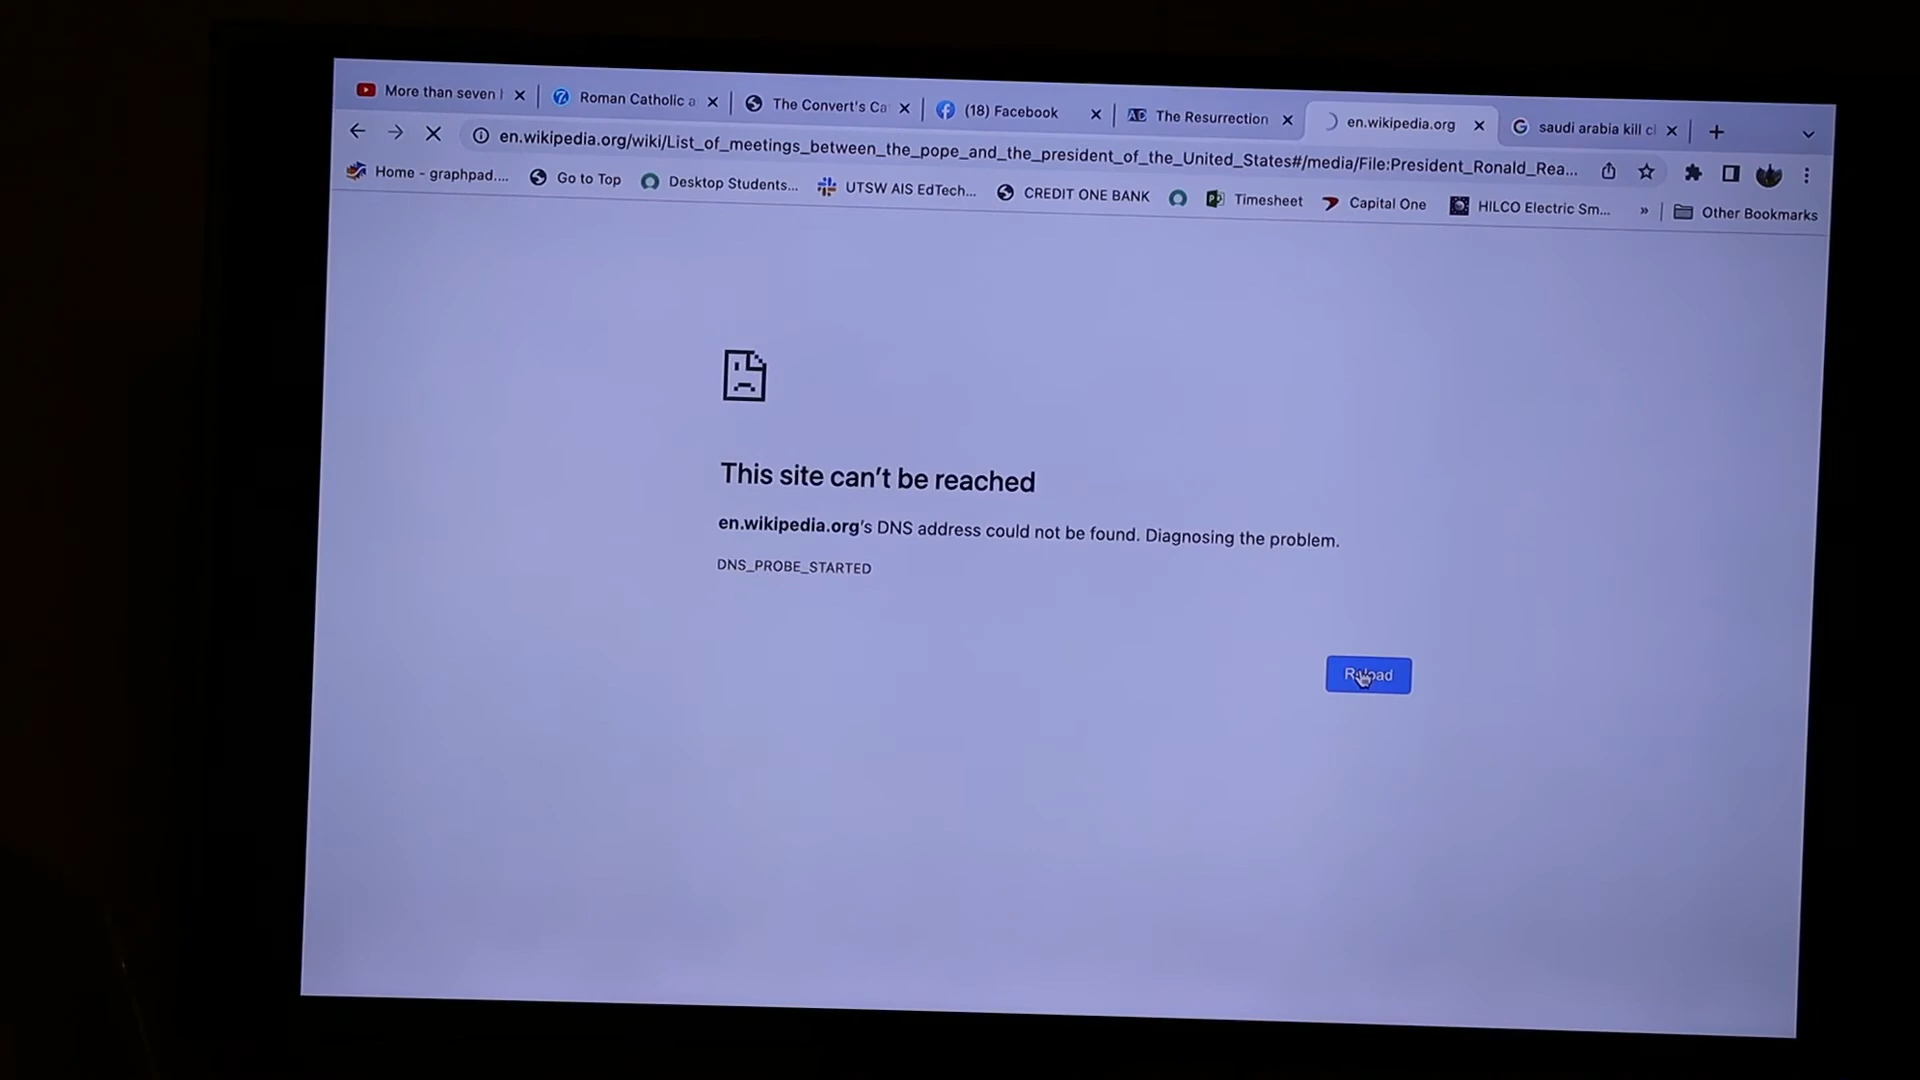 More than seven
Roman Catholic a
The Convert's Ca
(18) Facebook
The Resurrection
en.wikipedia.org
saudi arabia kill cl
en.wikipedia.org/wiki/List_of_meetings_between_the_pope_and_the_president_of_the_United_States#/media/File:President_Ronald_Rea...
Home - graphpad....
Go to Top
Desktop Students...
UTSW AIS EdTech...
CREDIT ONE BANK
Timesheet
Capital One
HILCO Electric Sm...
»
Other Bookmarks
This site can't be reached
en.wikipedia.org's DNS address could not be found. Diagnosing the problem.
DNS_PROBE_STARTED
Reload